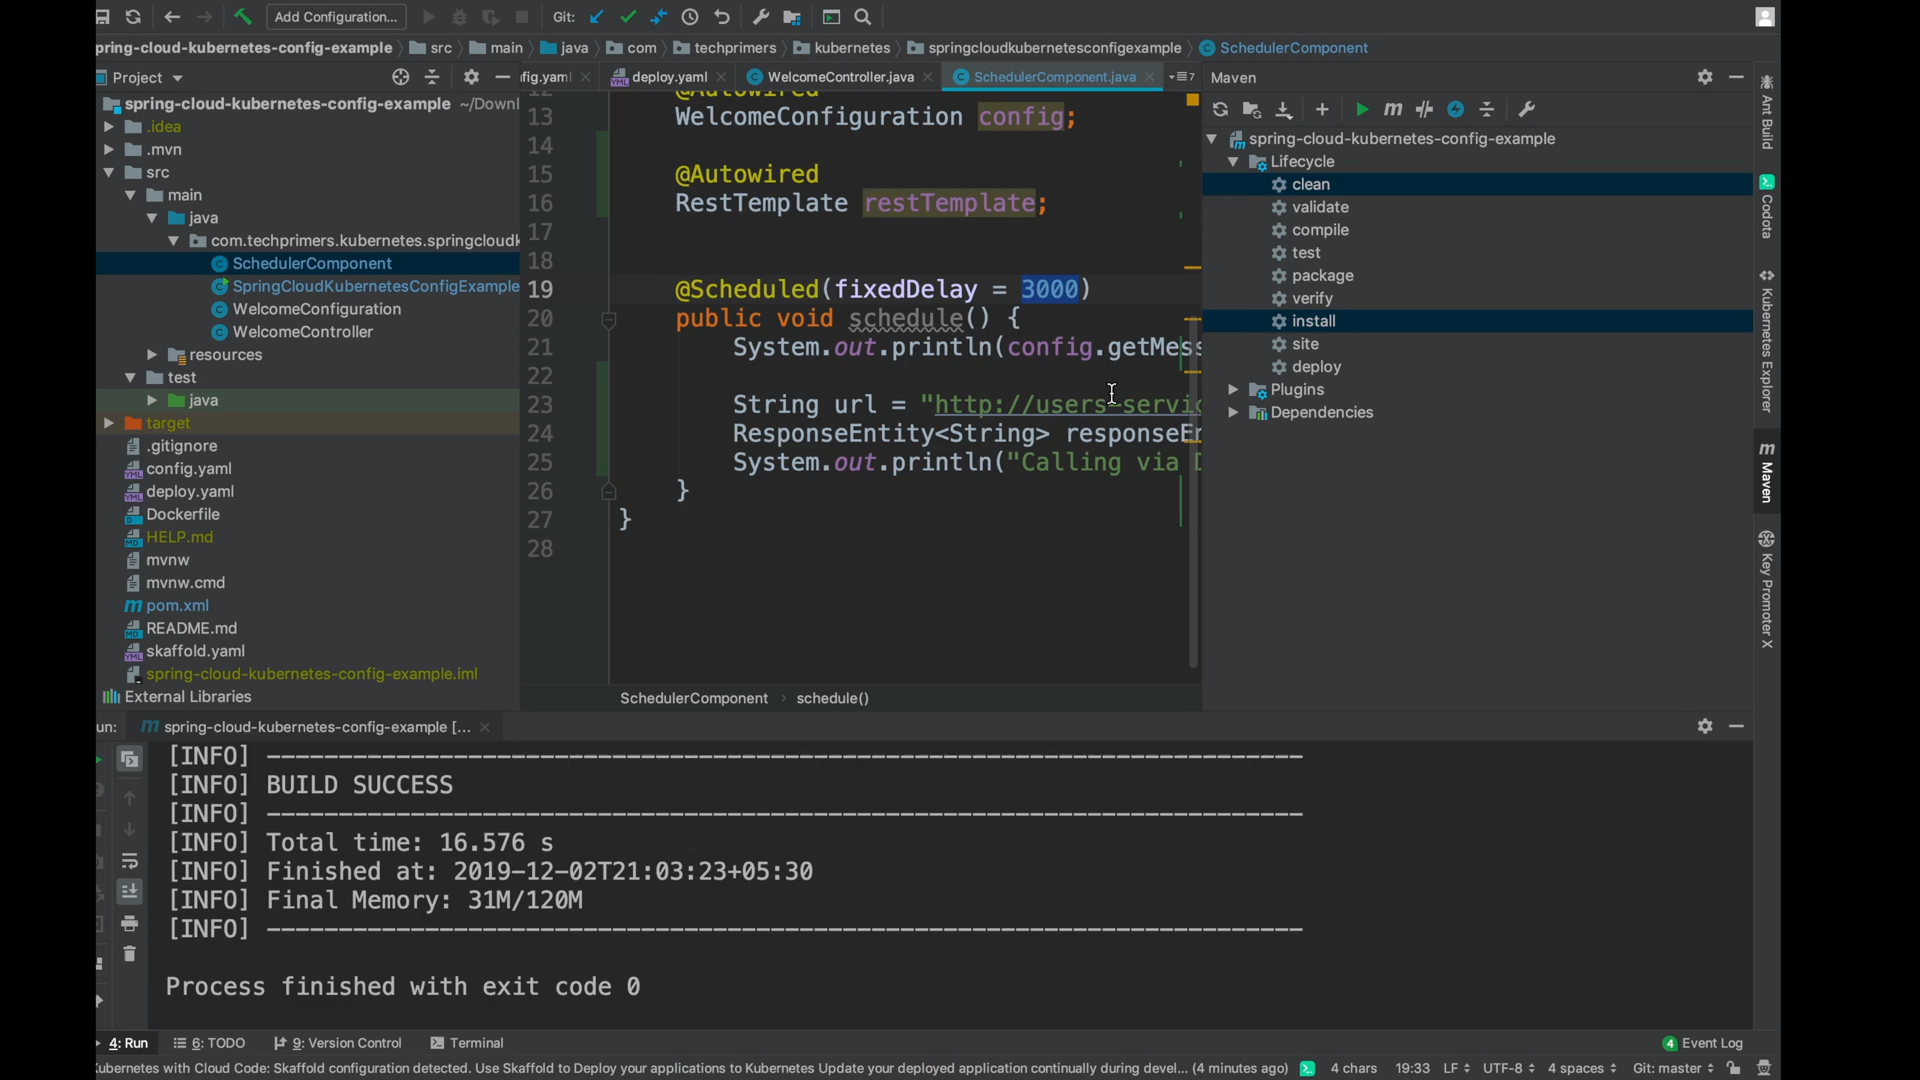 Add Configuration...
Git:
pring-cloud-kubernetes-config-example
src
main
java
com
techprimers
kubernetes
springcloudkubernetesconfigexample
SchedulerComponent
Project
fig.yaml
deploy.yaml
WelcomeController.java
SchedulerComponent.java
7
Maven
spring-cloud-kubernetes-config-example ~/Downl
.idea
.mvn
src
main
java
com.techprimers.kubernetes.springcloudk
SchedulerComponent
SpringCloudKubernetesConfigExample
WelcomeConfiguration
WelcomeController
resources
test
java
target
.gitignore
config.yaml
deploy.yaml
Dockerfile
HELP.md
mvnw
mvnw.cmd
pom.xml
README.md
skaffold.yaml
spring-cloud-kubernetes-config-example.iml
External Libraries
12 @Autowired
13 WelcomeConfiguration config;
14
15 @Autowired
16 RestTemplate restTemplate;
17
18
19 @Scheduled(fixedDelay = 3000)
20 public void schedule() {
21 System.out.println(config.getMess
22
23 String url = "http://users-servic
24 ResponseEntity<String> responseEn
25 System.out.println("Calling via D
26 }
27 }
28
SchedulerComponent
schedule()
spring-cloud-kubernetes-config-example
Lifecycle
clean
validate
compile
test
package
verify
install
site
deploy
Plugins
Dependencies
Ant Build
Codota
Kubernetes Explorer
Maven
Key Promoter X
un:
spring-cloud-kubernetes-config-example [...
[INFO] ------------------------------------------------------------------------
[INFO] BUILD SUCCESS
[INFO] ------------------------------------------------------------------------
[INFO] Total time: 16.576 s
[INFO] Finished at: 2019-12-02T21:03:23+05:30
[INFO] Final Memory: 31M/120M
[INFO] ------------------------------------------------------------------------
Process finished with exit code 0
4: Run
6: TODO
9: Version Control
Terminal
4 Event Log
ubernetes with Cloud Code: Skaffold configuration detected. Use Skaffold to Deploy your applications to Kubernetes Update your deployed application continually during devel... (4 minutes ago)
4 chars
19:33
LF
UTF-8
4 spaces
Git: master